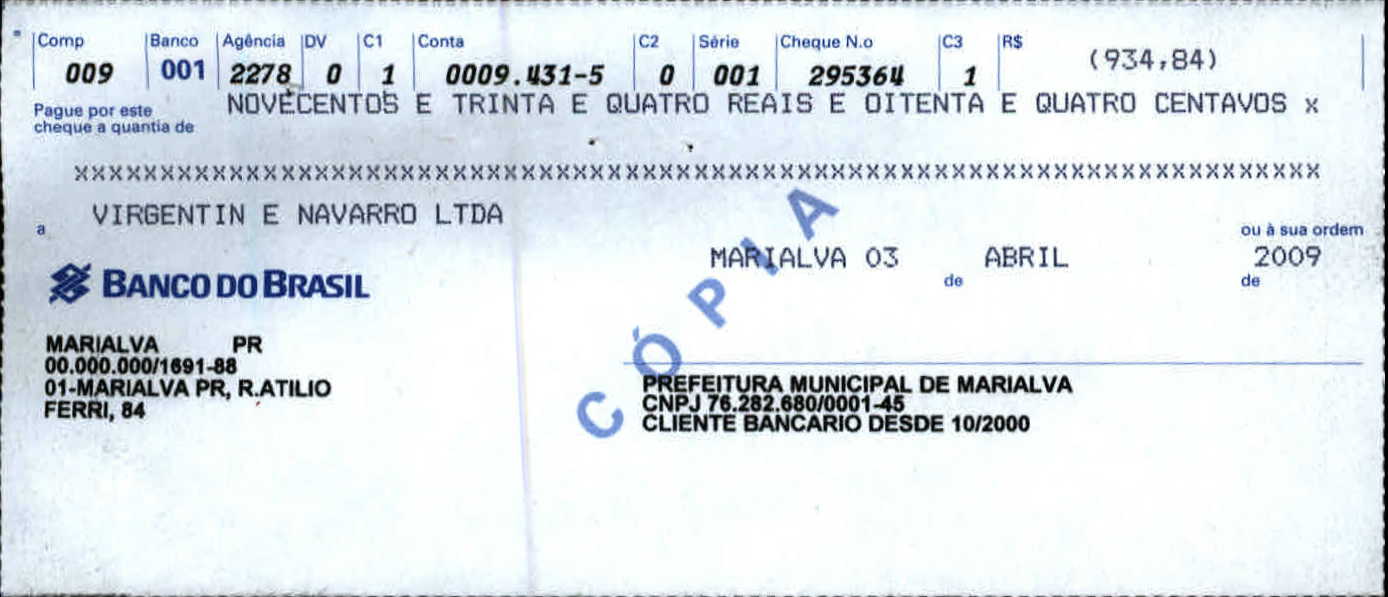 Comp Banco Agência DV C1 Conta C2 Série Cheque N.o C3 R$
009 001 2278 0 1 0009.431-5 0 001 295364 1 (934,84)
Pague por este
cheque a quantia de
NOVECENTOS E TRINTA E QUATRO REAIS E OITENTA E QUATRO CENTAVOS x
xxxxxxxxxxxxxxxxxxxxxxxxxxxxxxxxxxxxxxxxxxxxxxxxxxxxxxxxxxxxxxxxxxxxxxxxx
a VIRGENTIN E NAVARRO LTDA ou à sua ordem
MARIALVA 03 de ABRIL de 2009
BANCO DO BRASIL
CÓPIA
MARIALVA PR
00.000.000/1691-88
01-MARIALVA PR, R.ATILIO
FERRI, 84
PREFEITURA MUNICIPAL DE MARIALVA
CNPJ 76.282.680/0001-45
CLIENTE BANCARIO DESDE 10/2000